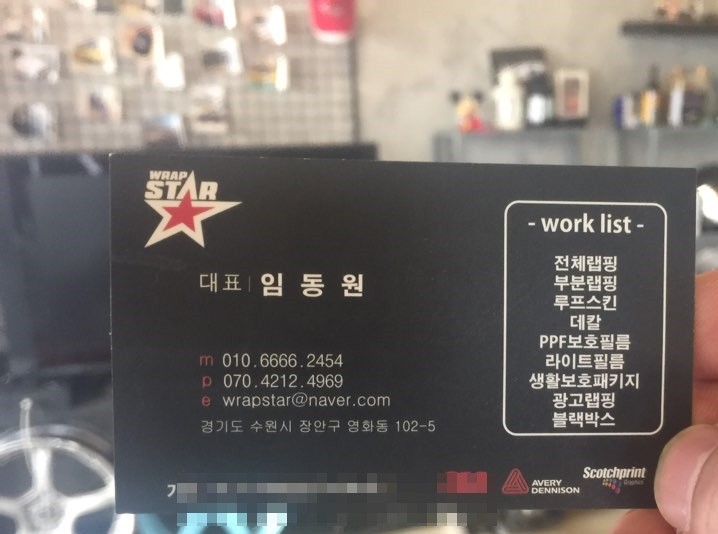 WRAP
STAR
대표 | 임 동 원
m 010.6666.2454
p 070.4212.4969
e wrapstar@naver.com
경기도 수원시 장안구 영화동 102-5
- work list -
전체랩핑
부분랩핑
루프스킨
데칼
PPF보호필름
라이트필름
생활보호패키지
광고랩핑
블랙박스
AVERY
DENNISON
Scotchprint
Graphics